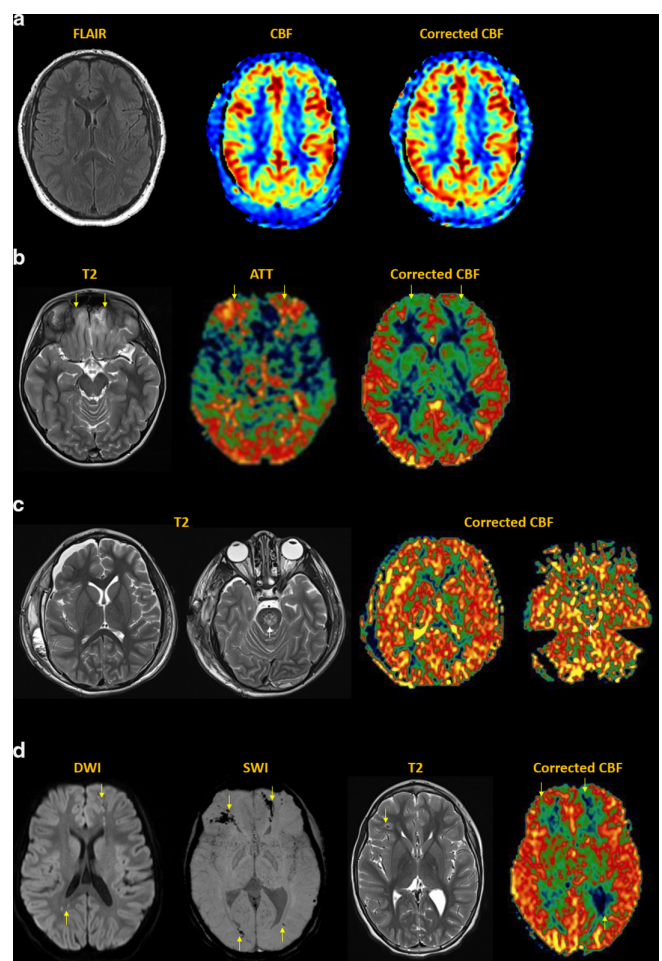 a
FLAIR CBF Corrected CBF
b
T2 ATT Corrected CBF
c
T2 Corrected CBF
d
DWI SWI T2 Corrected CBF